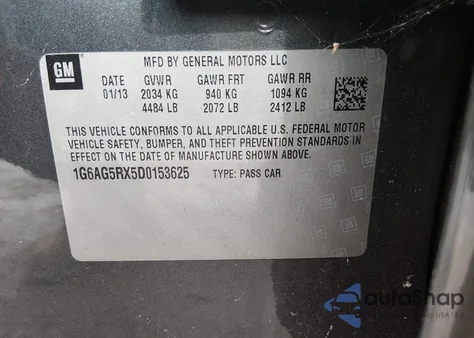 GM
MFD BY GENERAL MOTORS LLC
DATE GVWR GAWR FRT GAWR RR
01/13 2034 KG 940 KG 1094 KG
4484 LB 2072 LB 2412 LB
THIS VEHICLE CONFORMS TO ALL APPLICABLE U.S. FEDERAL MOTOR
VEHICLE SAFETY, BUMPER, AND THEFT PREVENTION STANDARDS
IN EFFECT ON THE DATE OF MANUFACTURE SHOWN ABOVE.
1G6AG5RX5D0153625 TYPE: PASS CAR
autoShap